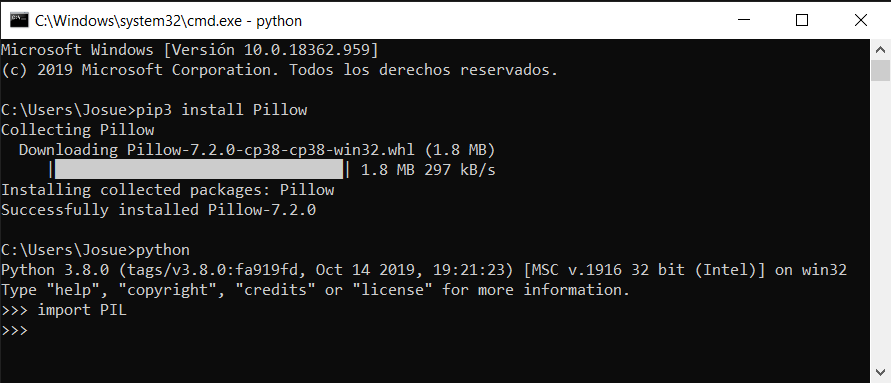 C:\Windows\system32\cmd.exe - python
Microsoft Windows [Versión 10.0.18362.959]
(c) 2019 Microsoft Corporation. Todos los derechos reservados.
C:\Users\Josue>pip3 install Pillow
Collecting Pillow
  Downloading Pillow-7.2.0-cp38-cp38-win32.whl (1.8 MB)
     |████████████████████████████████| 1.8 MB 297 kB/s
Installing collected packages: Pillow
Successfully installed Pillow-7.2.0
C:\Users\Josue>python
Python 3.8.0 (tags/v3.8.0:fa919fd, Oct 14 2019, 19:21:23) [MSC v.1916 32 bit (Intel)] on win32
Type "help", "copyright", "credits" or "license" for more information.
>>> import PIL
>>>